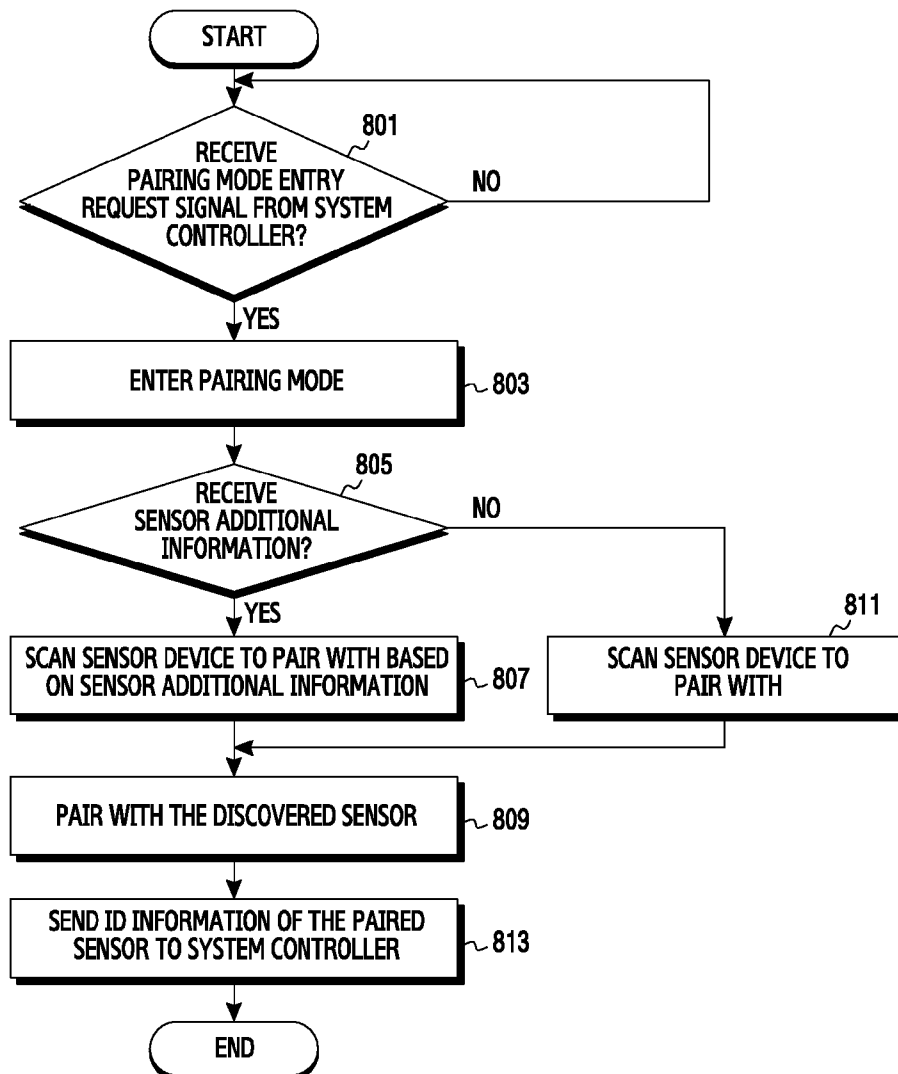 START
801
RECEIVE
PAIRING MODE ENTRY
REQUEST SIGNAL FROM SYSTEM
CONTROLLER?
NO
YES
ENTER PAIRING MODE
803
805
RECEIVE
SENSOR ADDITIONAL
INFORMATION?
NO
YES
SCAN SENSOR DEVICE TO PAIR WITH BASED
ON SENSOR ADDITIONAL INFORMATION
807
811
SCAN SENSOR DEVICE TO
PAIR WITH
PAIR WITH THE DISCOVERED SENSOR
809
SEND ID INFORMATION OF THE PAIRED
SENSOR TO SYSTEM CONTROLLER
813
END